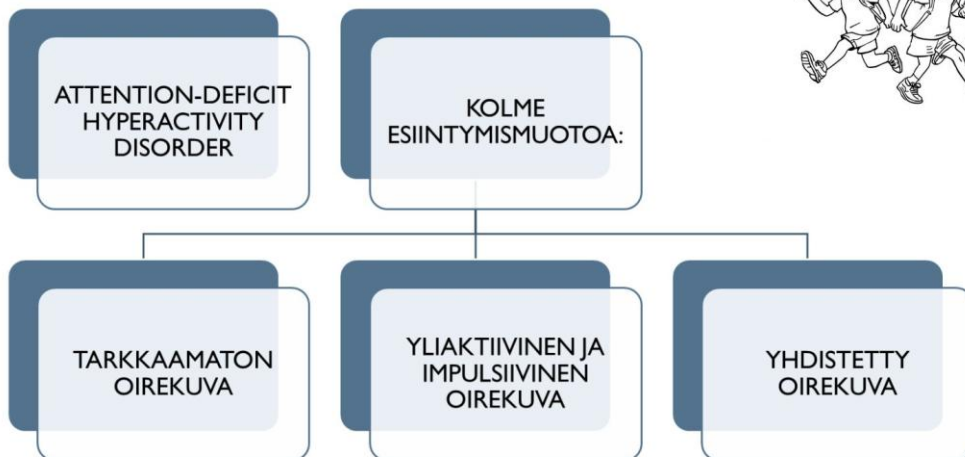 ATTENTION-DEFICIT
HYPERACTIVITY
DISORDER
KOLME
ESIINTYMISMUOTOA:
TARKKAAMATON
OIREKUVA
YLIAKTIIVINEN JA
IMPULSIIVINEN
OIREKUVA
YHDISTETTY
OIREKUVA